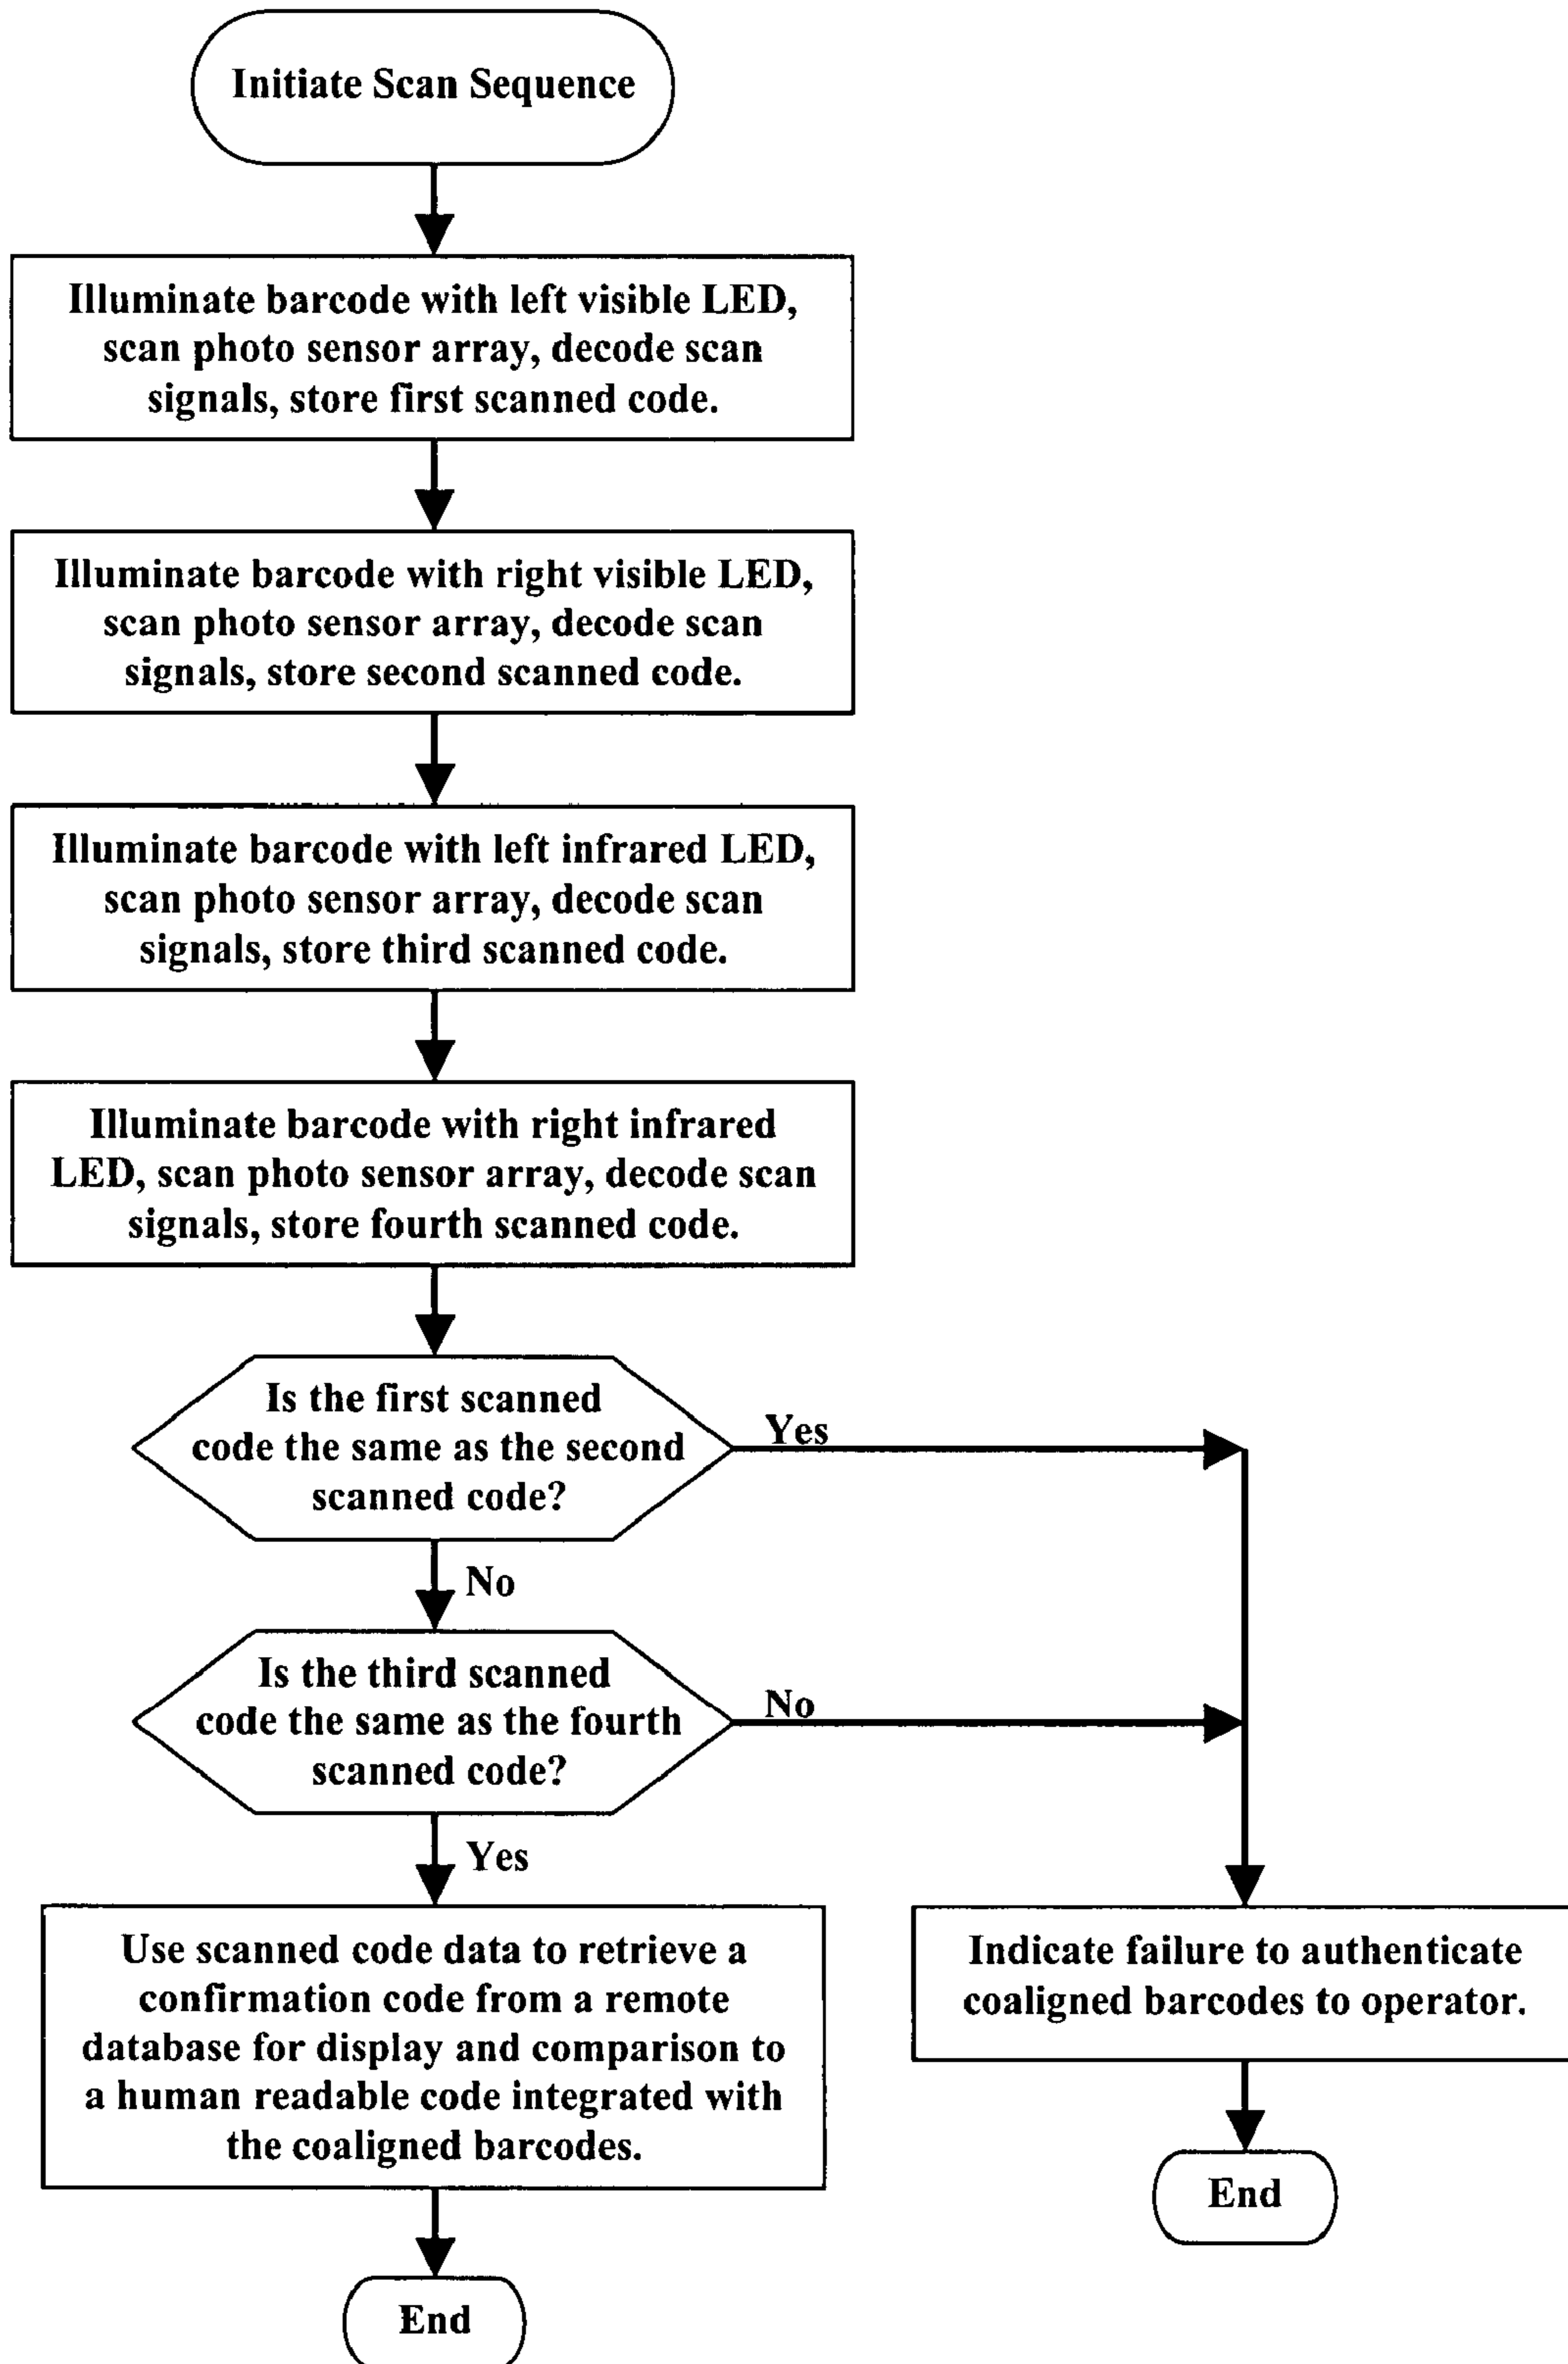 Initiate Scan Sequence
Illuminate barcode with left visible LED,
scan photo sensor array, decode scan
signals, store first scanned code.
Illuminate barcode with right visible LED,
scan photo sensor array, decode scan
signals, store second scanned code.
Illuminate barcode with left infrared LED,
scan photo sensor array, decode scan
signals, store third scanned code.
Illuminate barcode with right infrared
LED, scan photo sensor array, decode scan
signals, store fourth scanned code.
Is the first scanned
code the same as the second
scanned code?
Yes
No
Is the third scanned
code the same as the fourth
scanned code?
No
Yes
Use scanned code data to retrieve a
confirmation code from a remote
database for display and comparison to
a human readable code integrated with
the coaligned barcodes.
End
Indicate failure to authenticate
coaligned barcodes to operator.
End